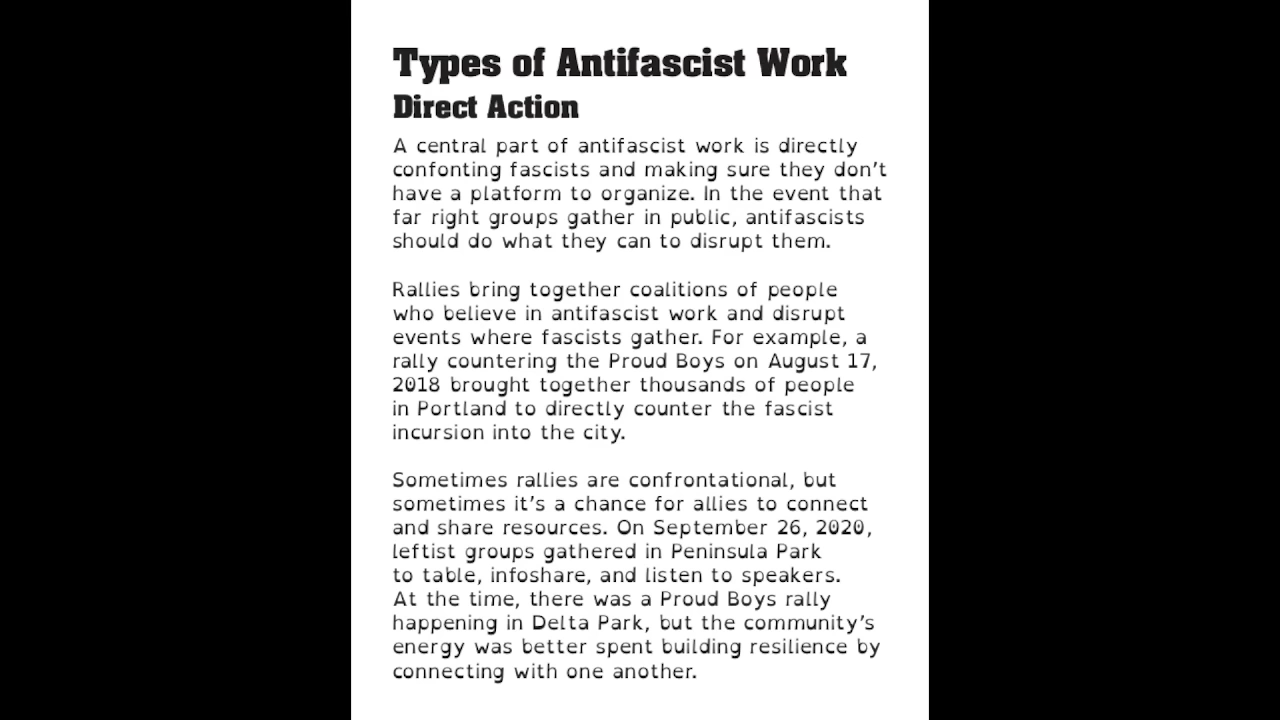 Types of Antifascist Work
Direct Action
A central part of antifascist work is directly
confonting fascists and making sure they don't
have a platform to organize. In the event that
far right groups gather in public, antifascists
should do what they can to disrupt them.
Rallies bring together coalitions of people
who believe in antifascist work and disrupt
events where fascists gather. For example, a
rally countering the Proud Boys on August 17,
2018 brought together thousands of people
in Portland to directly counter the fascist
incursion into the city.
Sometimes rallies are confrontational, but
sometimes it's a chance for allies to connect
and share resources. On September 26, 2020,
leftist groups gathered in Peninsula Park
to table, infoshare, and listen to speakers.
At the time, there was a Proud Boys rally
happening in Delta Park, but the community's
energy was better spent building resilience by
connecting with one another.